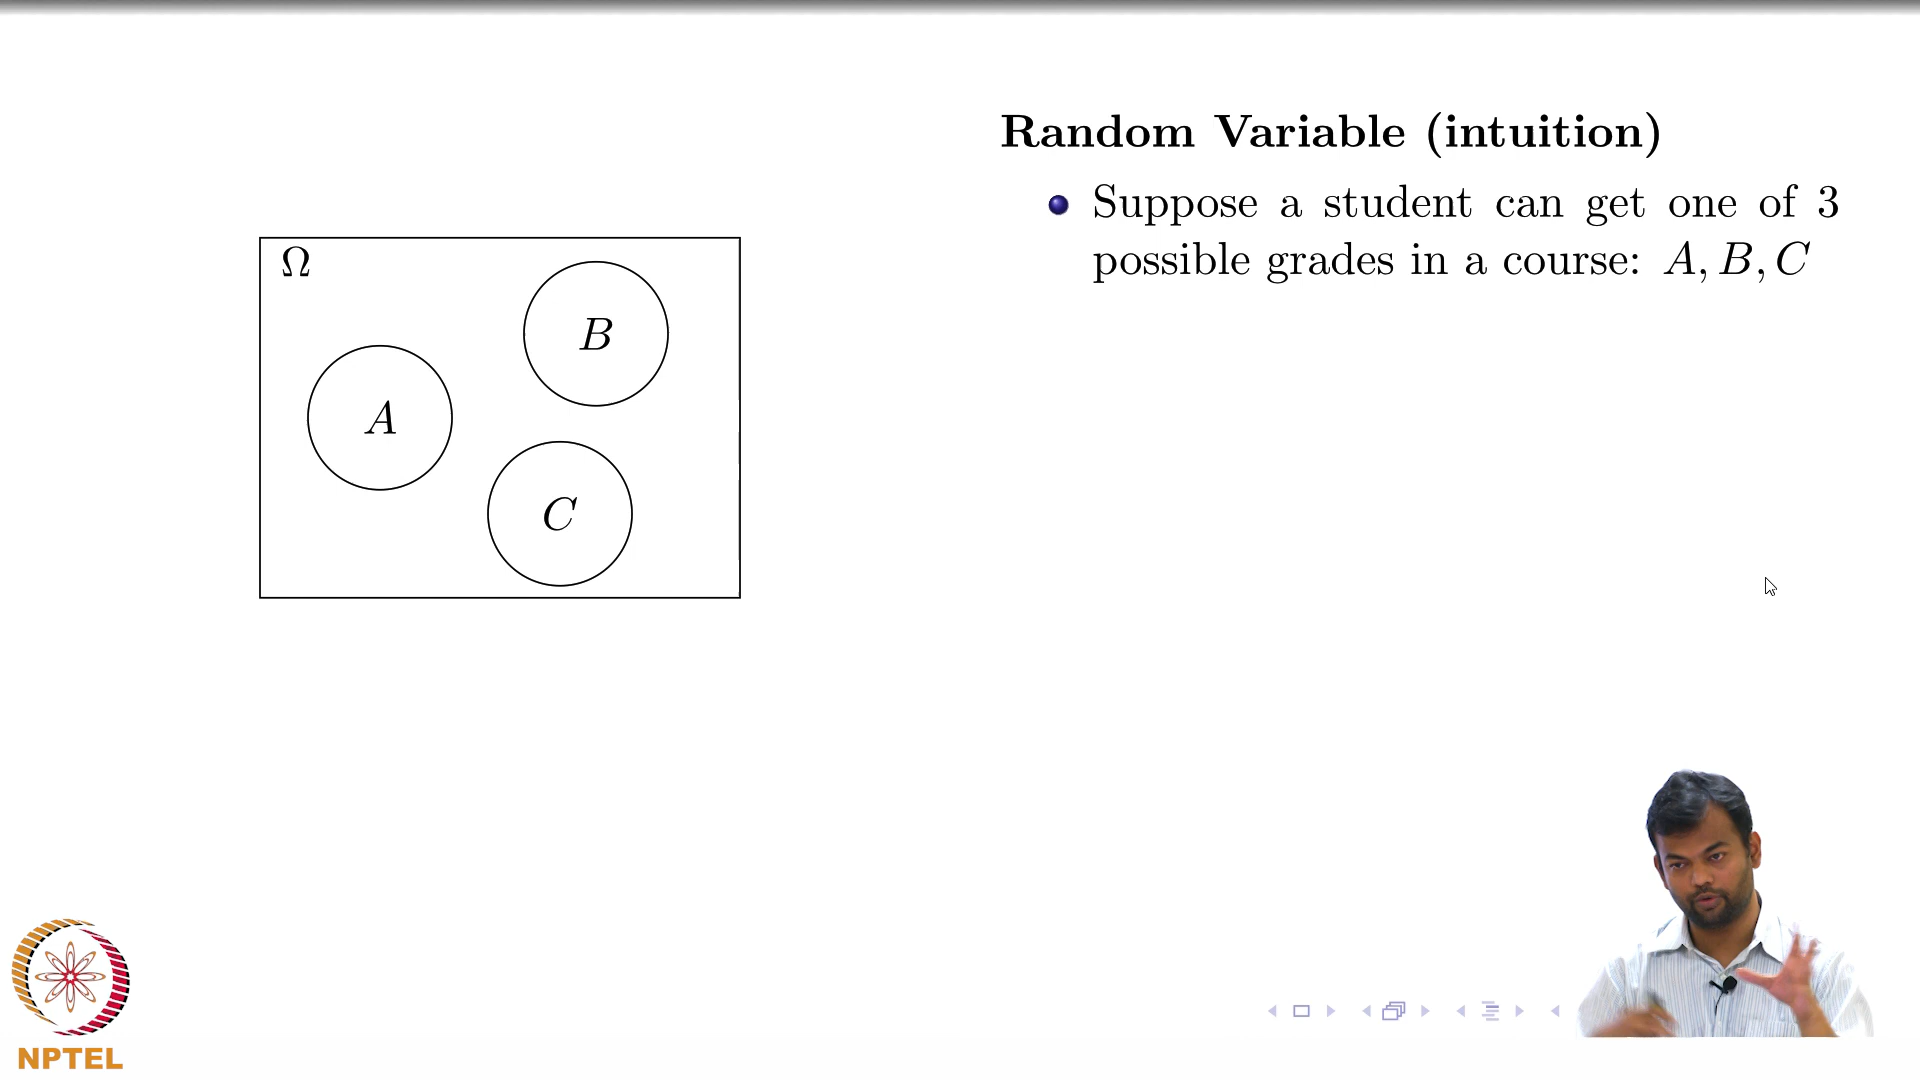 Random Variable (intuition)
Suppose a student can get one of 3
possible grades in a course: A, B, C
Ω
B
A
C
NPTEL